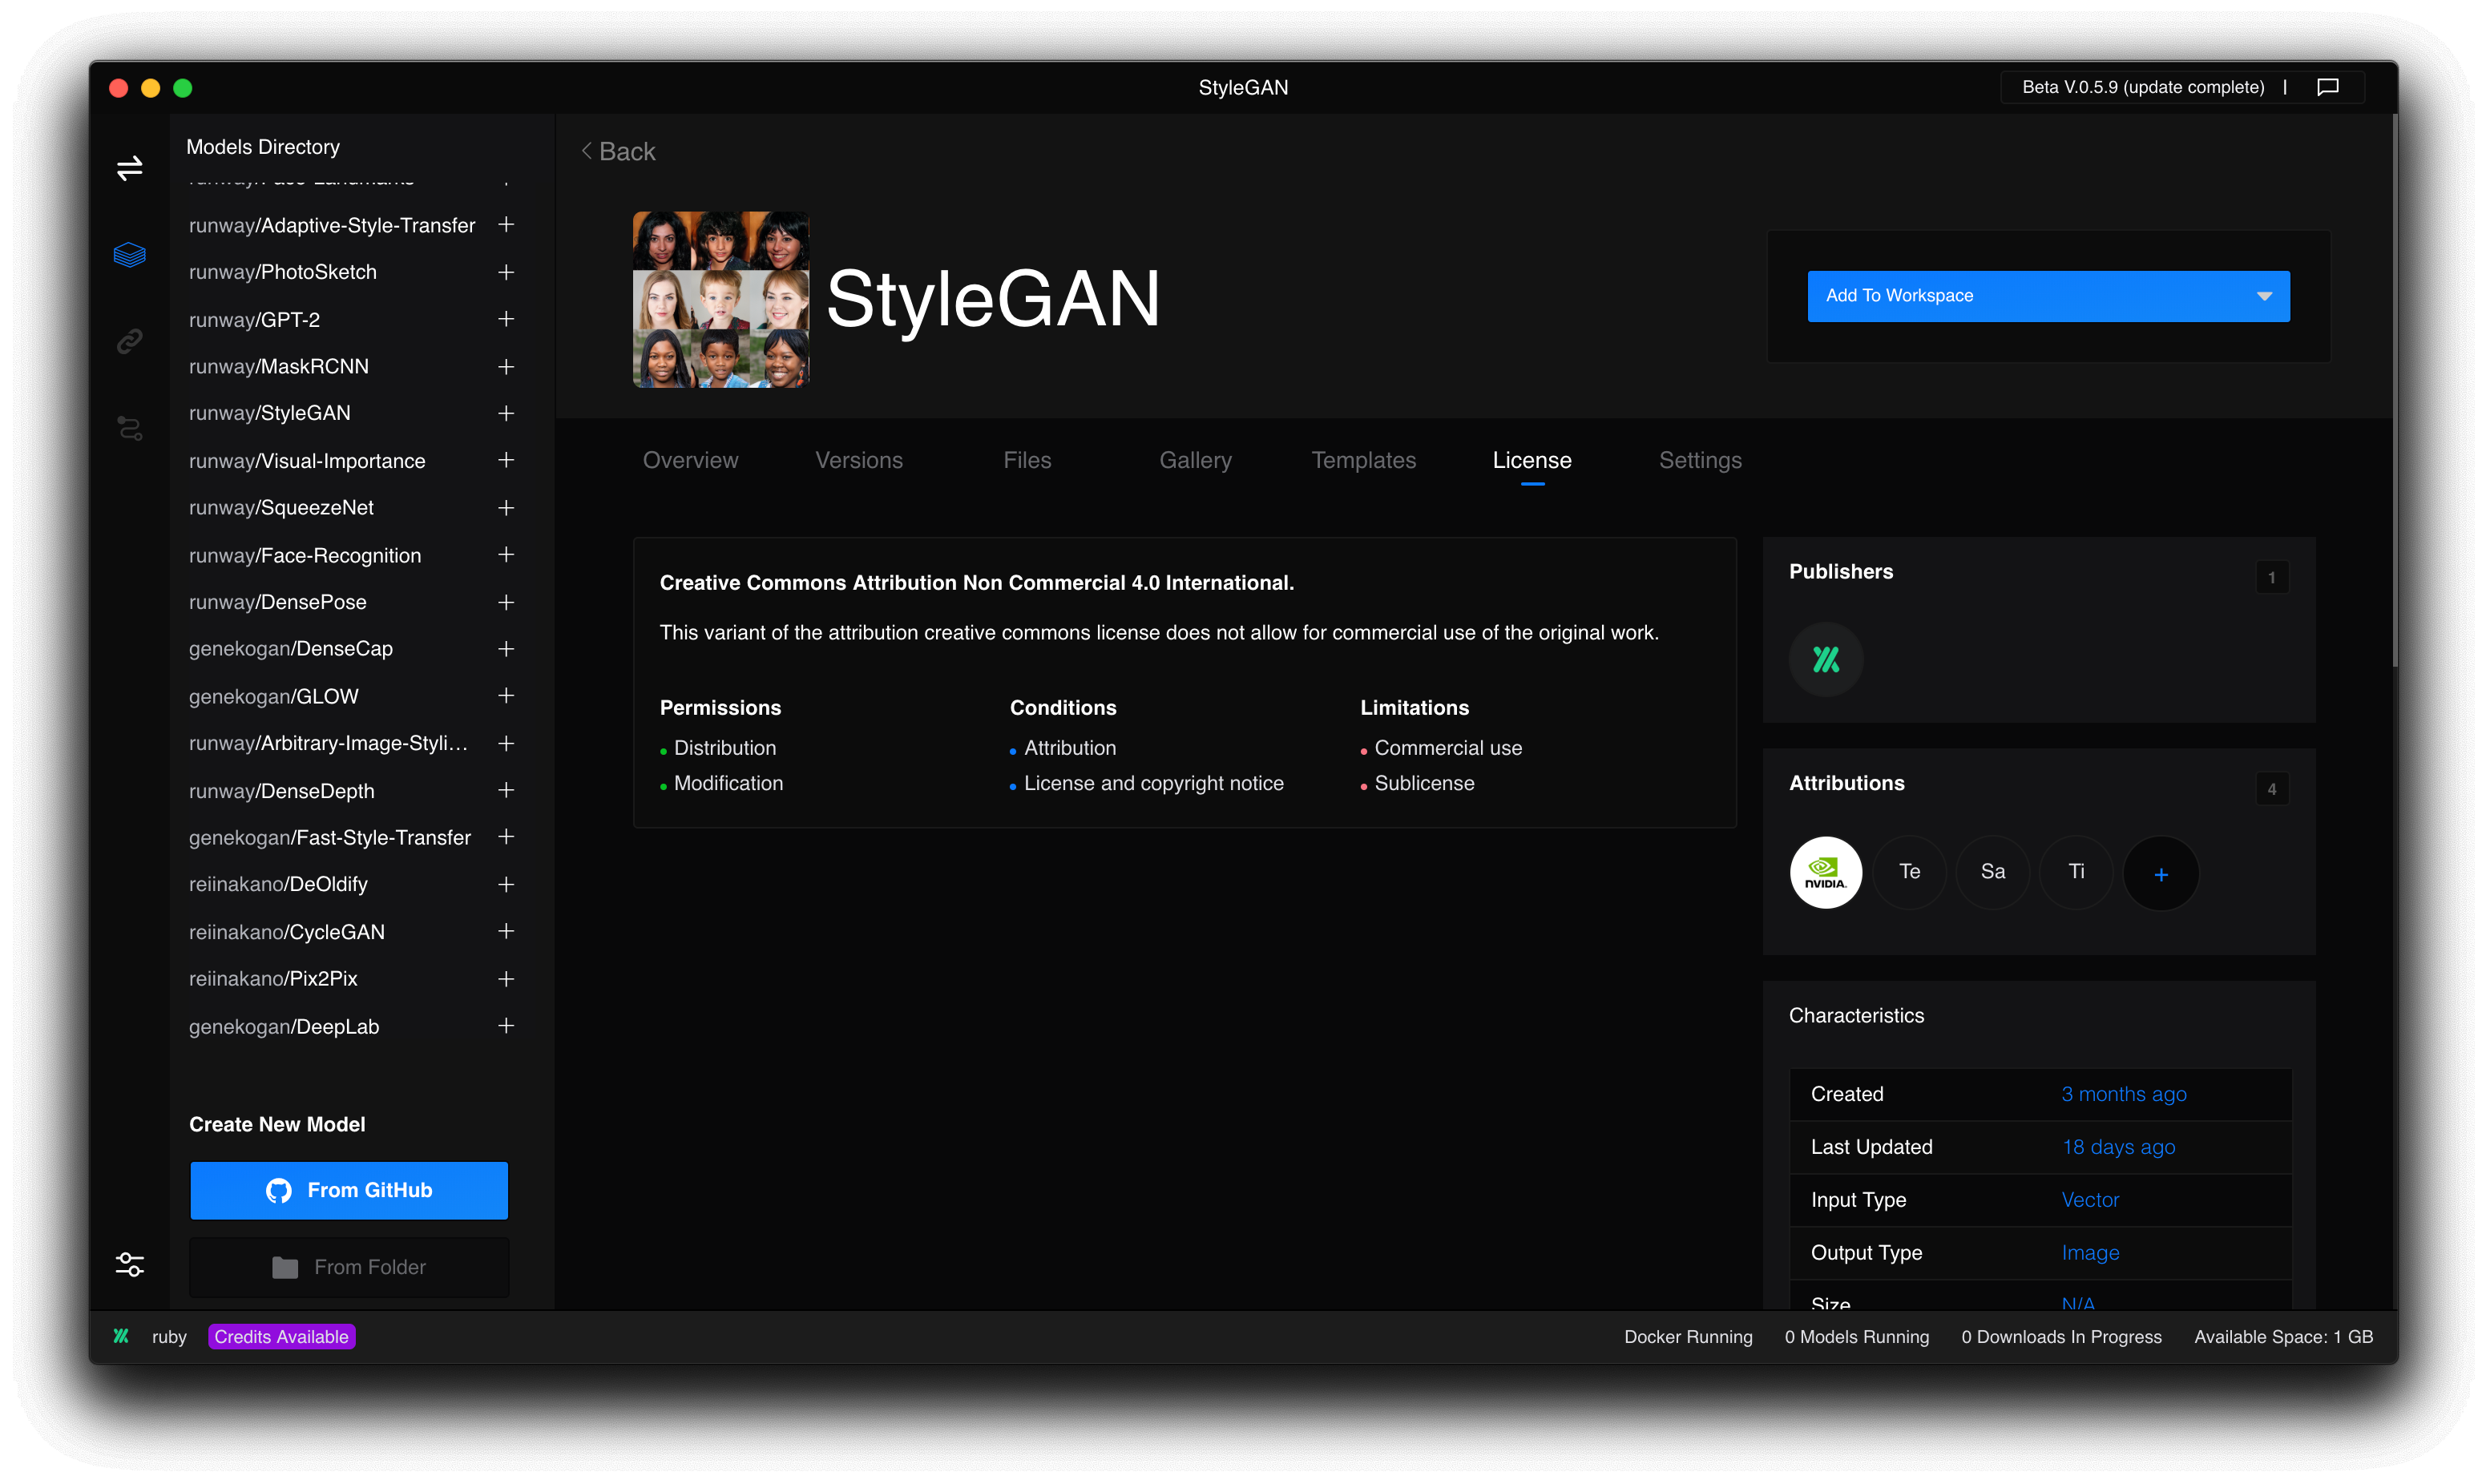 StyleGAN
Beta V.0.5.9 (update complete) |
Models Directory
runway/Face-Landmarks
runway/Adaptive-Style-Transfer
runway/PhotoSketch
runway/GPT-2
runway/MaskRCNN
runway/StyleGAN
runway/Visual-Importance
runway/SqueezeNet
runway/Face-Recognition
runway/DensePose
genekogan/DenseCap
genekogan/GLOW
runway/Arbitrary-Image-Styli...
runway/DenseDepth
genekogan/Fast-Style-Transfer
reiinakano/DeOldify
reiinakano/CycleGAN
reiinakano/Pix2Pix
genekogan/DeepLab
Create New Model
From GitHub
From Folder
Back
StyleGAN
Add To Workspace
Overview Versions Files Gallery Templates License Settings
Creative Commons Attribution Non Commercial 4.0 International.
This variant of the attribution creative commons license does not allow for commercial use of the original work.
Permissions
Distribution
Modification
Conditions
Attribution
License and copyright notice
Limitations
Commercial use
Sublicense
Publishers 1
Attributions 4
NVIDIA. Te Sa Ti +
Characteristics
Created 3 months ago
Last Updated 18 days ago
Input Type Vector
Output Type Image
Size N/A
ruby Credits Available
Docker Running 0 Models Running 0 Downloads In Progress Available Space: 1 GB